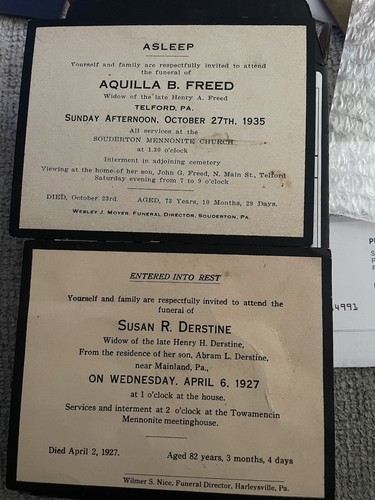 ASLEEP
Yourself and family are respectfully invited to attend
the funeral of
AQUILLA B. FREED
Widow of the late Henry A. Freed
TELFORD, PA.
SUNDAY AFTERNOON, OCTOBER 27TH, 1935
All services at the
SOUDERTON MENNONITE CHURCH
at 1.30 o'clock
Interment in adjoining cemetery
Viewing at the home of her son, John G. Freed, N. Main St., Telford
Saturday evening from 7 to 9 o'clock
DIED, October 23rd. AGED, 73 Years, 10 Months, 29 Days.
WESLEY J. MOYER, FUNERAL DIRECTOR, SOUDERTON, PA.
ENTERED INTO REST
Yourself and family are respectfully invited to attend the
funeral of
SUSAN R. DERSTINE
Widow of the late Henry H. Derstine,
From the residence of her son, Abram L. Derstine,
near Mainland, Pa.,
ON WEDNESDAY, APRIL 6, 1927
at 1 o'clock at the house.
Services and interment at 2 o'clock at the Towamencin
Mennonite meetinghouse.
Died April 2, 1927. Aged 82 years, 3 months, 4 days
Wilmer S. Nice, Funeral Director, Harleysville, Pa.
4991